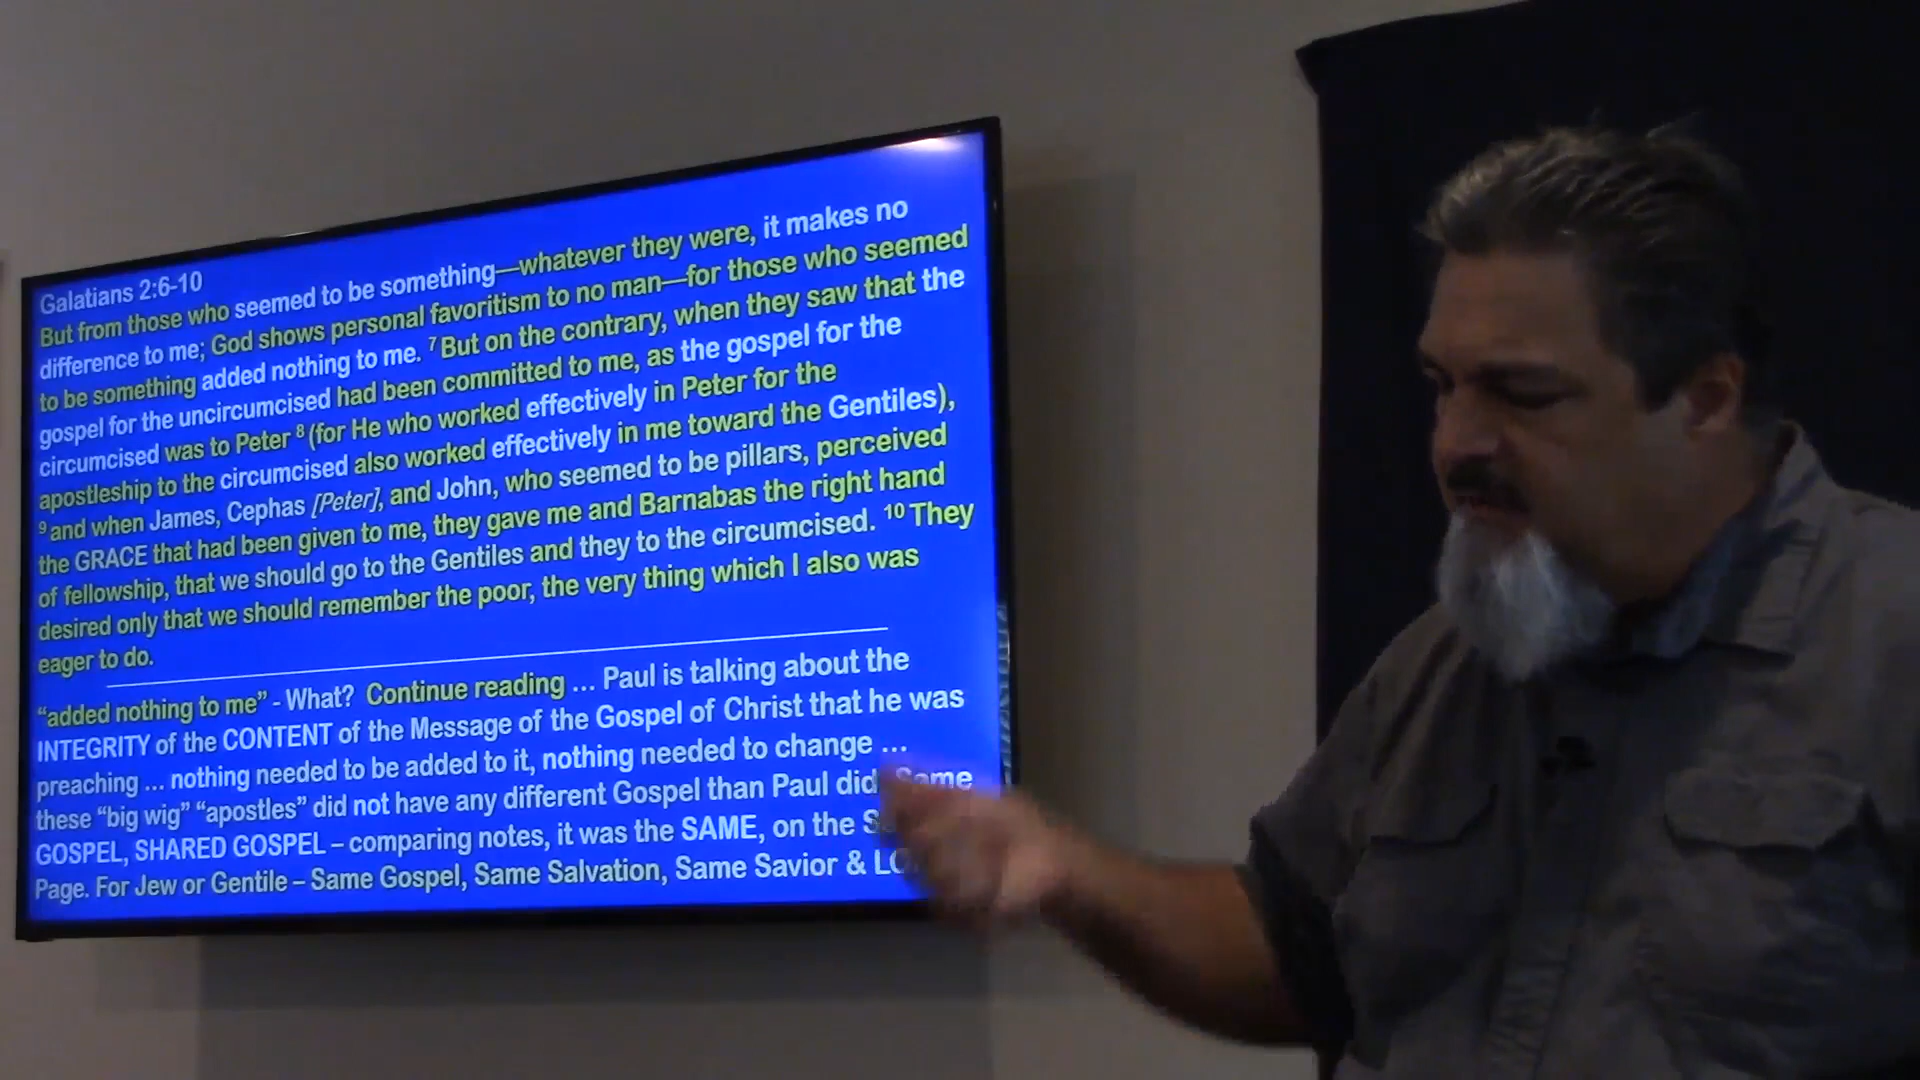 Galatians 2:6-10
But from those who seemed to be something—whatever they were, it makes no
difference to me; God shows personal favoritism to no man—for those who seemed
to be something added nothing to me. 7 But on the contrary, when they saw that the
gospel for the uncircumcised had been committed to me, as the gospel for the
circumcised was to Peter 8 (for He who worked effectively in Peter for the
apostleship to the circumcised also worked effectively in me toward the Gentiles),
9 and when James, Cephas [Peter], and John, who seemed to be pillars, perceived
the GRACE that had been given to me, they gave me and Barnabas the right hand
of fellowship, that we should go to the Gentiles and they to the circumcised. 10 They
desired only that we should remember the poor, the very thing which I also was
eager to do.
“added nothing to me” - What? Continue reading ... Paul is talking about the
INTEGRITY of the CONTENT of the Message of the Gospel of Christ that he was
preaching ... nothing needed to be added to it, nothing needed to change ...
these “big wig” “apostles” did not have any different Gospel than Paul did Same
GOSPEL, SHARED GOSPEL – comparing notes, it was the SAME, on the
Page. For Jew or Gentile – Same Gospel, Same Salvation, Same Savior &